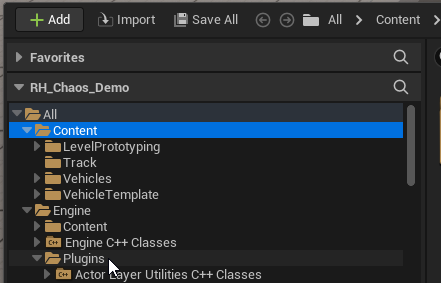 Add Import Save All All Content
Favorites
RH_Chaos_Demo
All
Content
LevelPrototyping
Track
Vehicles
VehicleTemplate
Engine
Content
Engine C++ Classes
Plugins
Actor Layer Utilities C++ Classes